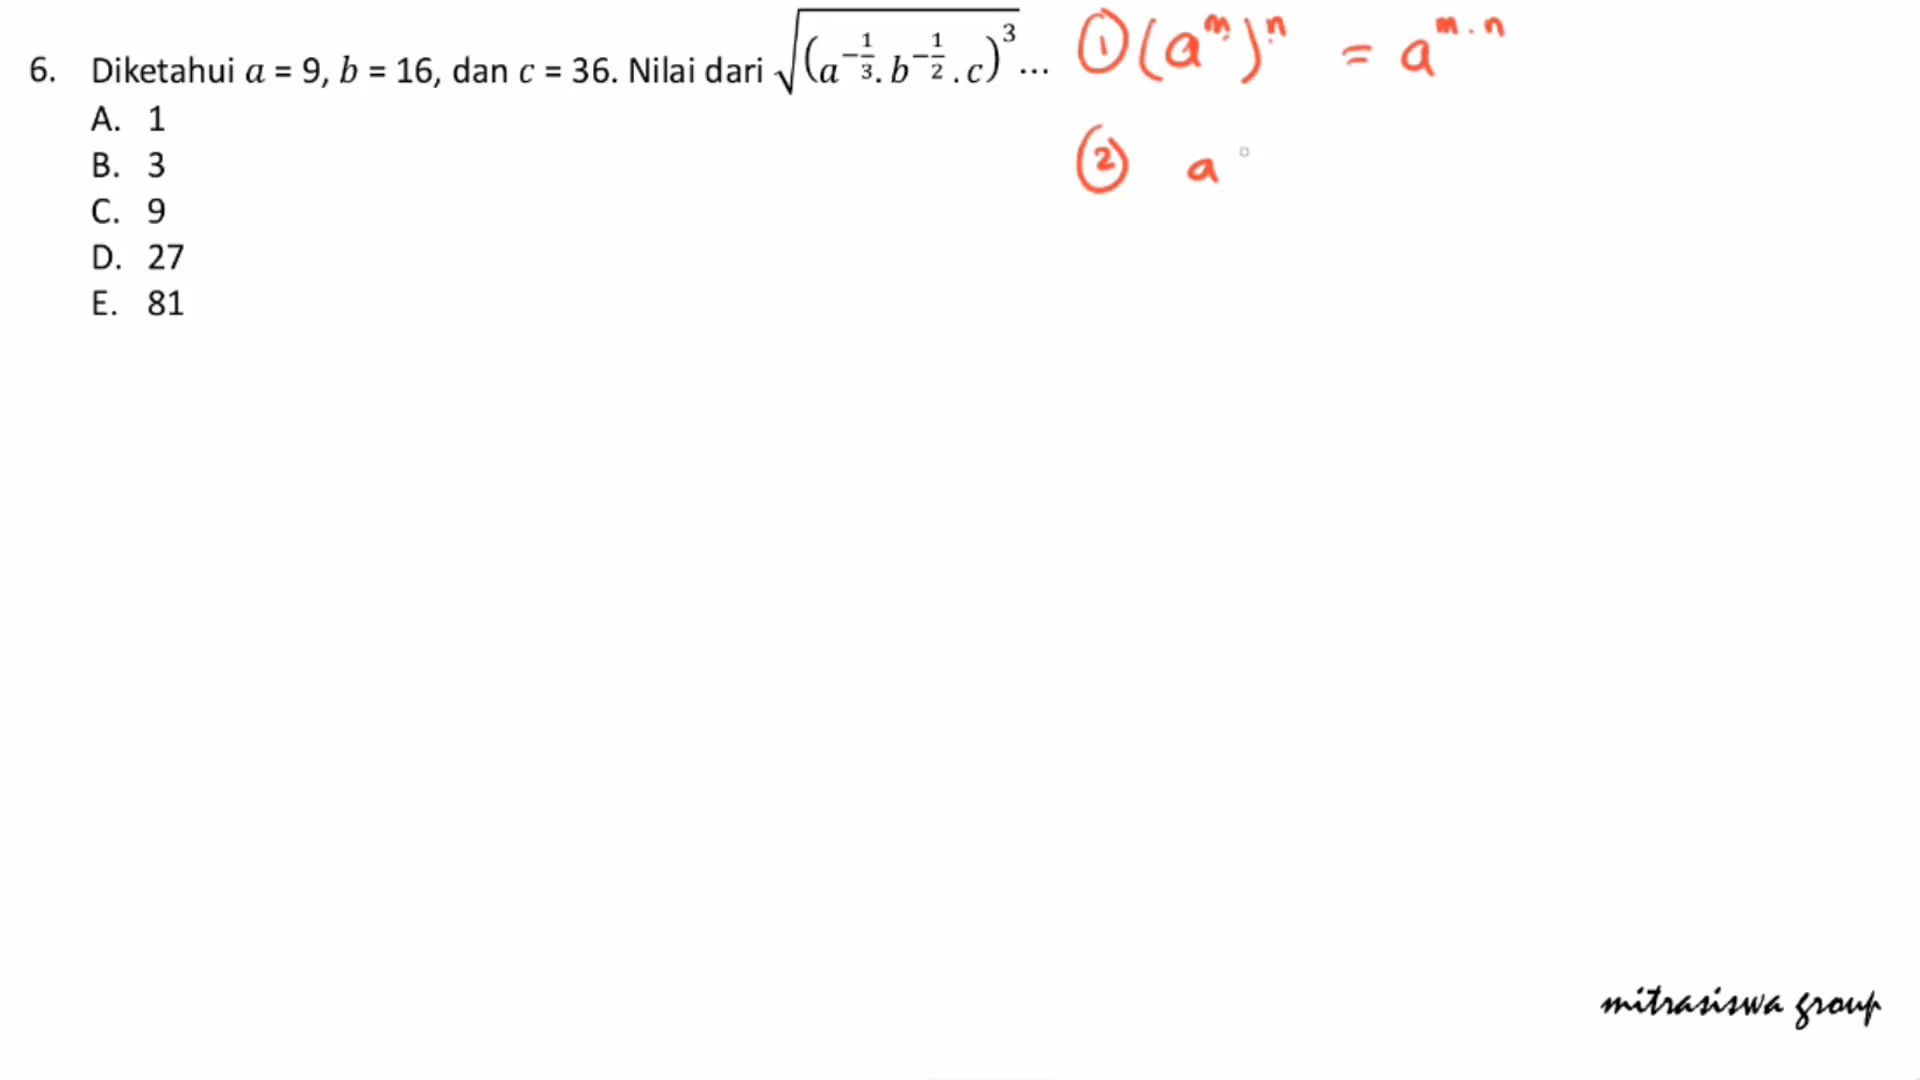 6. Diketahui a = 9, b = 16, dan c = 36. Nilai dari √((a^(-1/3). b^(-1/2) . c)^3) ...
A. 1
B. 3
C. 9
D. 27
E. 81
① (a^m)^n = a^(m . n)
② a
mitrasiswa group